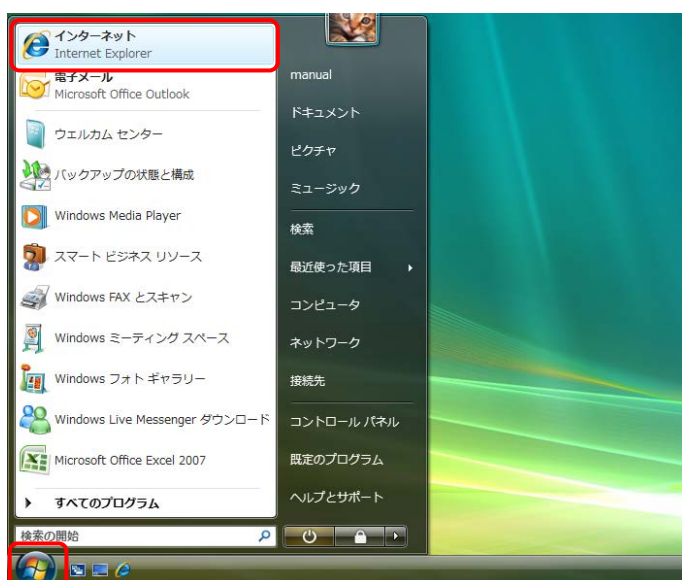 インターネット
Internet Explorer
電子メール
Microsoft Office Outlook
ウェルカム センター
バックアップの状態と構成
Windows Media Player
スマート ビジネス リソース
Windows FAX とスキャン
Windows ミーティング スペース
Windows フォト ギャラリー
Windows Live Messenger ダウンロード
Microsoft Office Excel 2007
すべてのプログラム
検索の開始
manual
ドキュメント
ピクチャ
ミュージック
検索
最近使った項目
コンピュータ
ネットワーク
接続先
コントロール パネル
既定のプログラム
ヘルプとサポート